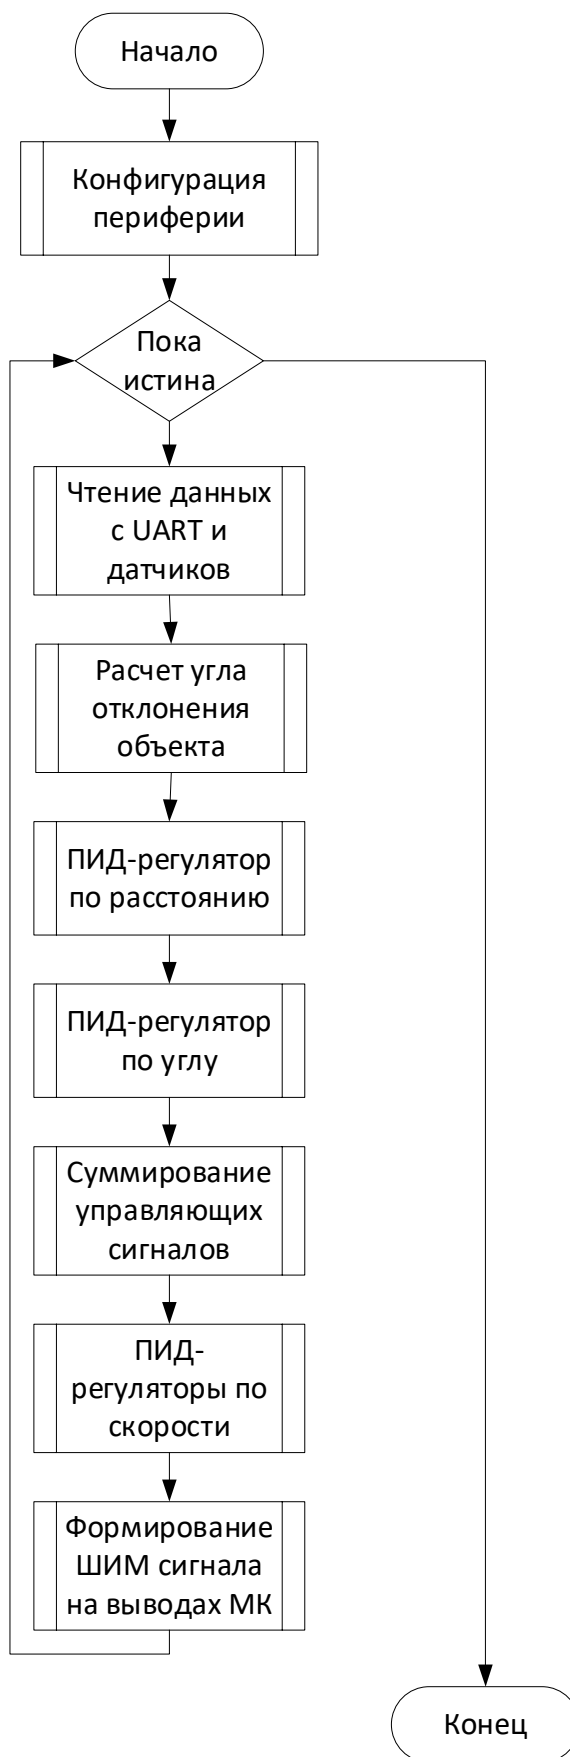 Начало
Конфигурация
периферии
Пока
истина
Чтение данных
с UART и
датчиков
Расчет угла
отклонения
объекта
ПИД-регулятор
по расстоянию
ПИД-регулятор
по углу
Суммирование
управляющих
сигналов
ПИД-
регуляторы по
скорости
Формирование
ШИМ сигнала
на выводах МК
Конец